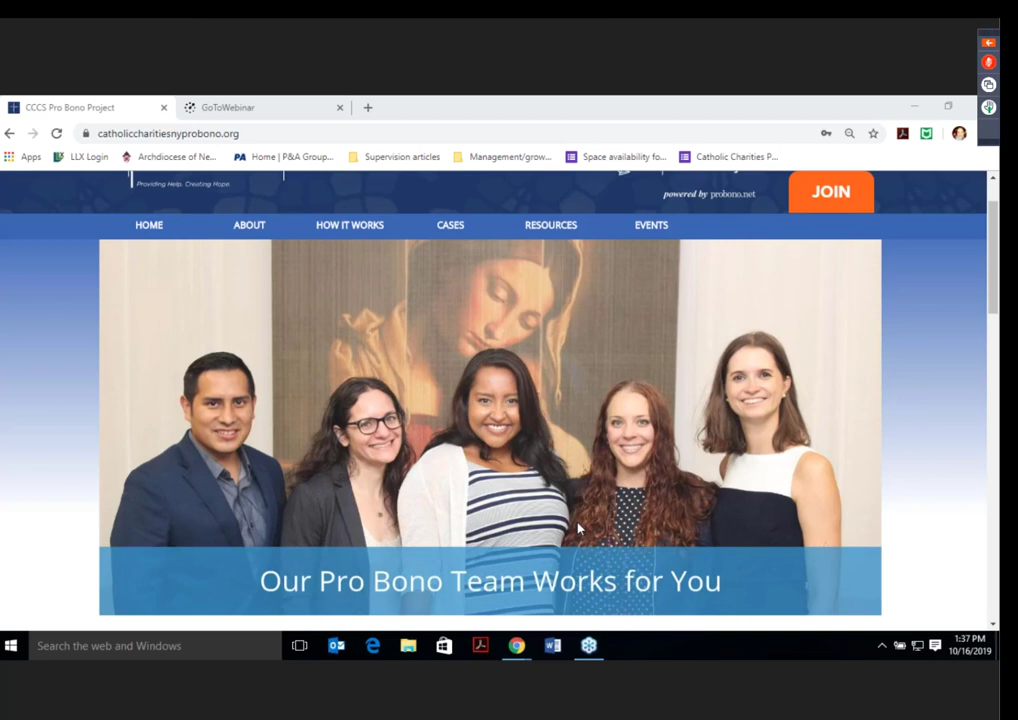 CCCS Pro Bono Project
GoToWebinar
catholiccharitiesnyprobono.org
Apps
LLX Login
Archdiocese of Ne...
PA Home | P&A Group...
Supervision articles
Management/grow...
Space availability fo...
Catholic Charities P...
Providing Help. Creating Hope.
powered by probono.net
JOIN
HOME
ABOUT
HOW IT WORKS
CASES
RESOURCES
EVENTS
Our Pro Bono Team Works for You
Search the web and Windows
1:37 PM
10/16/2019